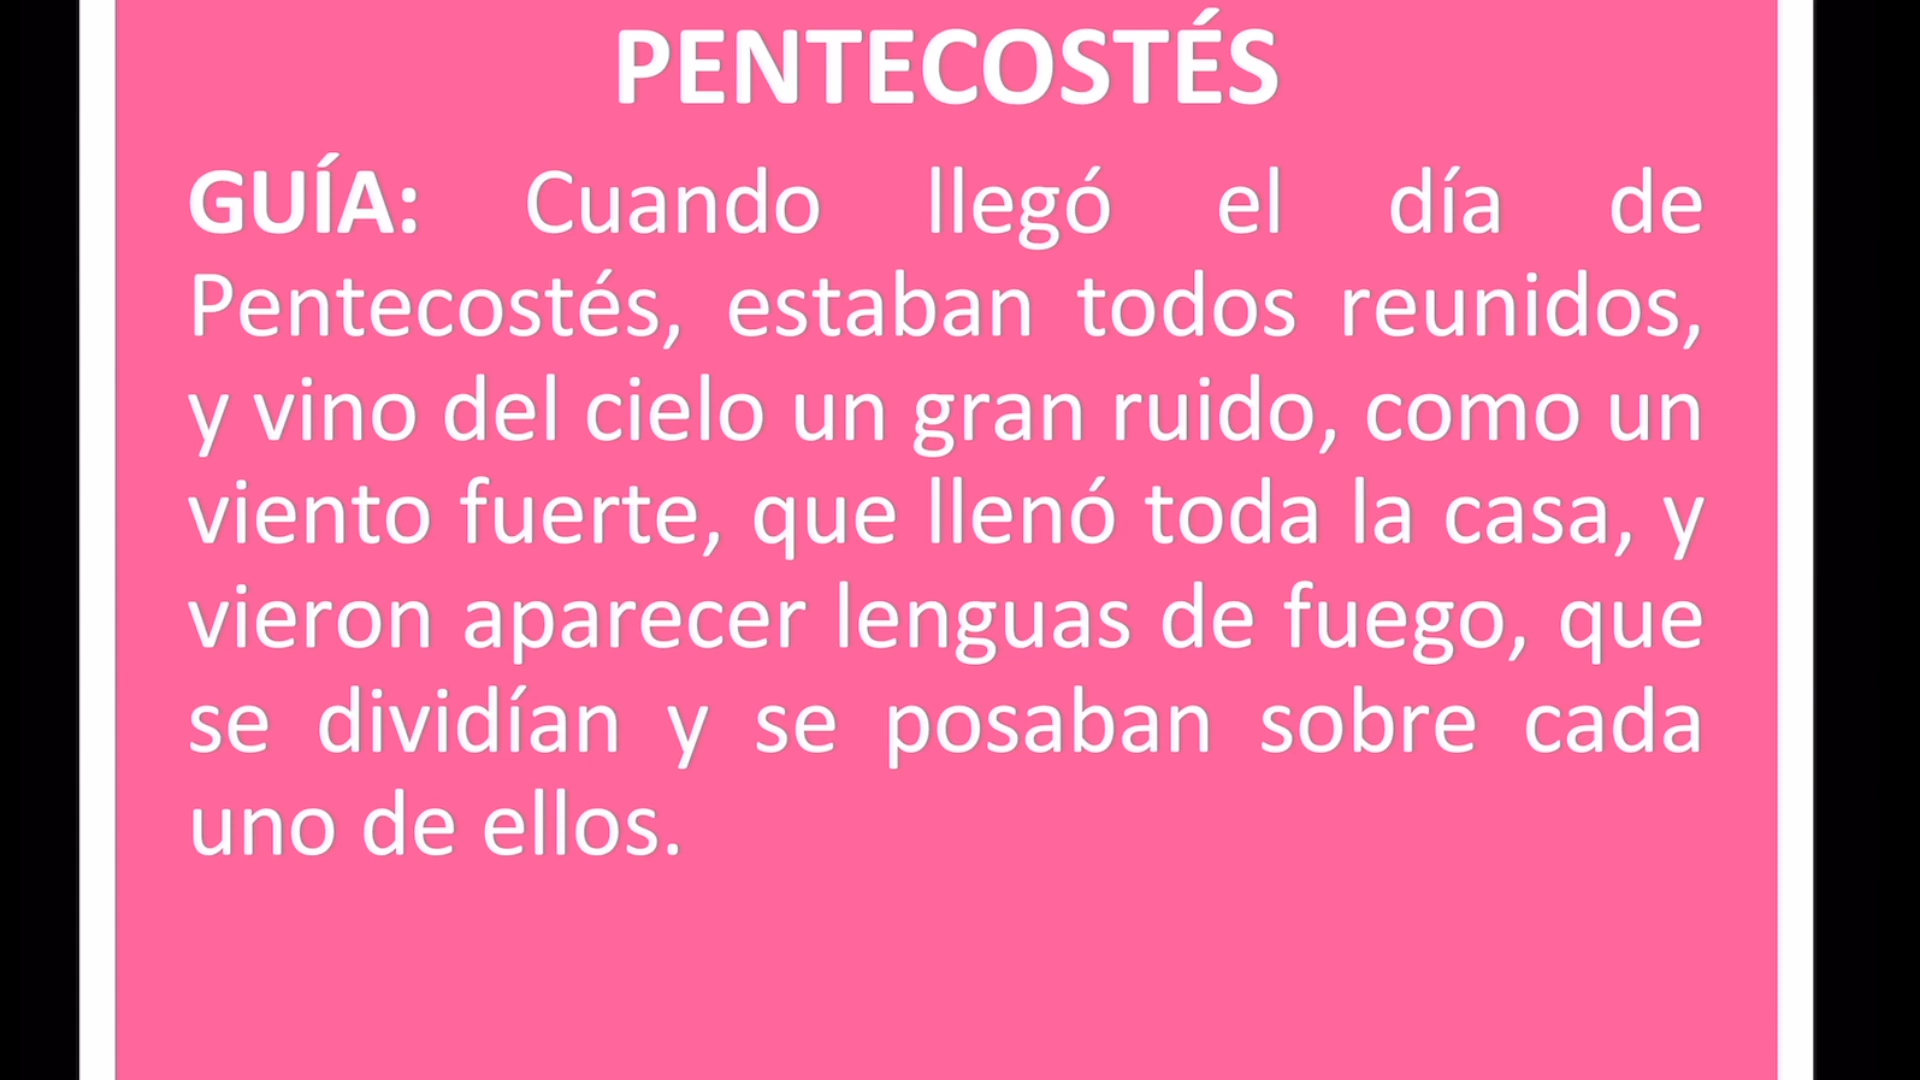 PENTECOSTÉS
GUÍA: Cuando llegó el día de
Pentecostés, estaban todos reunidos,
y vino del cielo un gran ruido, como un
viento fuerte, que llenó toda la casa, y
vieron aparecer lenguas de fuego, que
se dividían y se posaban sobre cada
uno de ellos.